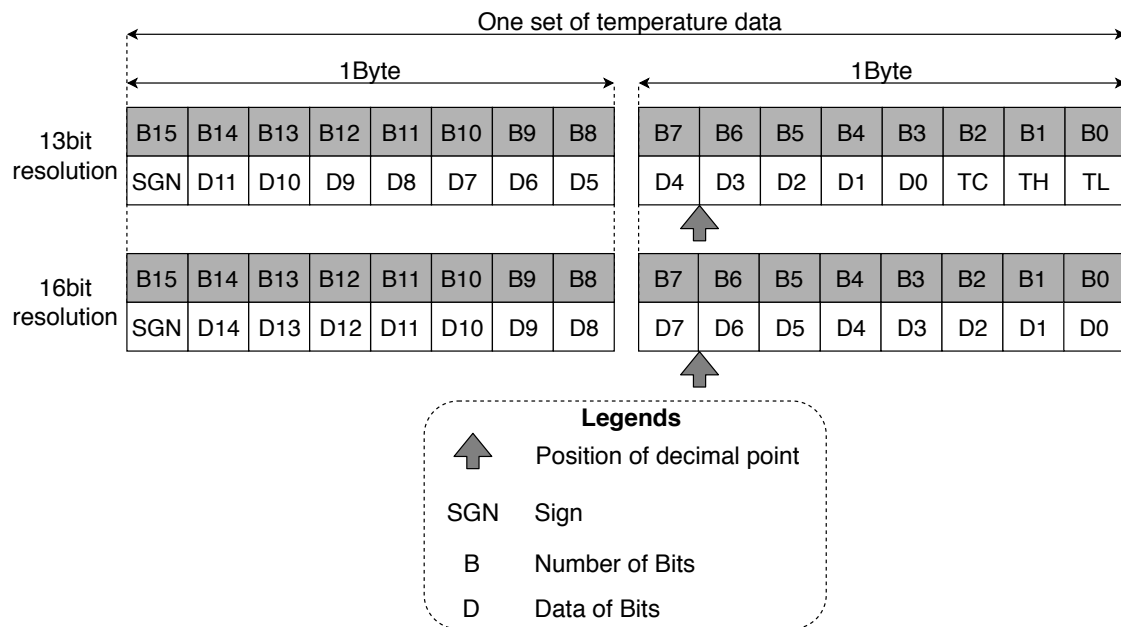 One set of temperature data
1Byte 1Byte
13bit resolution
B15 B14 B13 B12 B11 B10 B9 B8 B7 B6 B5 B4 B3 B2 B1 B0
SGN D11 D10 D9 D8 D7 D6 D5 D4 D3 D2 D1 D0 TC TH TL
16bit resolution
B15 B14 B13 B12 B11 B10 B9 B8 B7 B6 B5 B4 B3 B2 B1 B0
SGN D14 D13 D12 D11 D10 D9 D8 D7 D6 D5 D4 D3 D2 D1 D0
Legends
Position of decimal point
SGN Sign
B Number of Bits
D Data of Bits